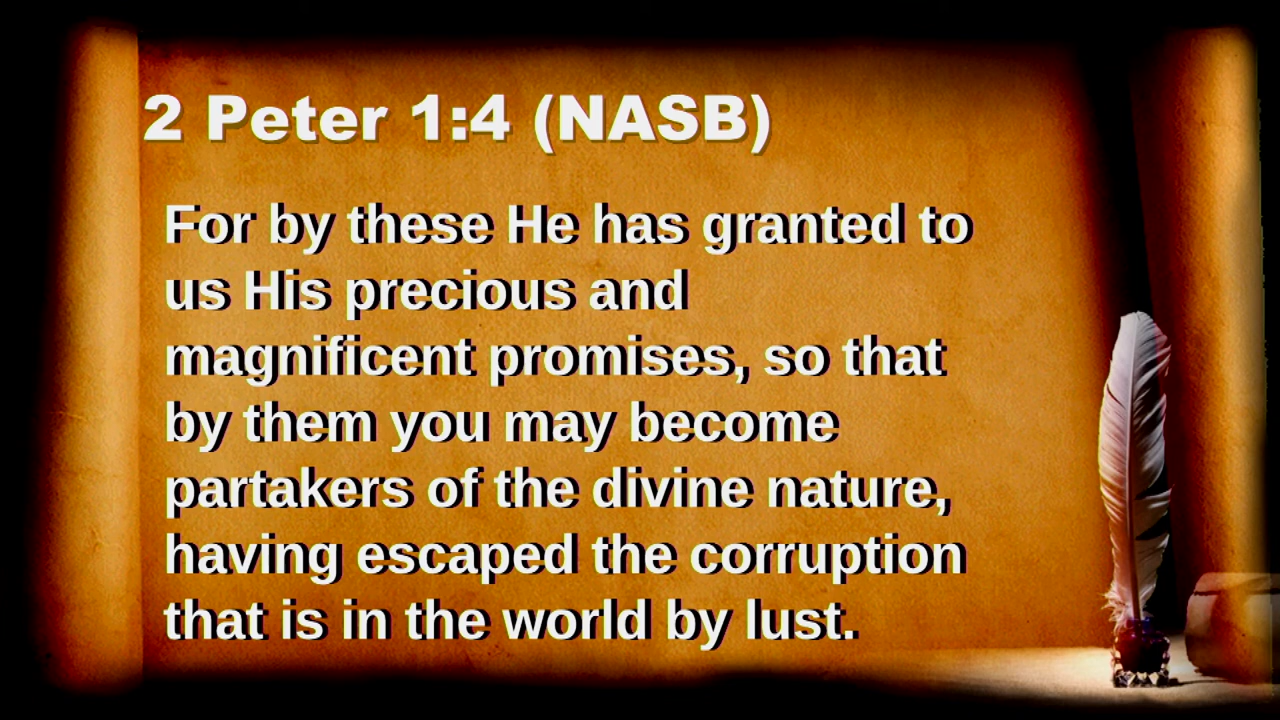 2 Peter 1:4 (NASB)
For by these He has granted to
us His precious and
magnificent promises, so that
by them you may become
partakers of the divine nature,
having escaped the corruption
that is in the world by lust.